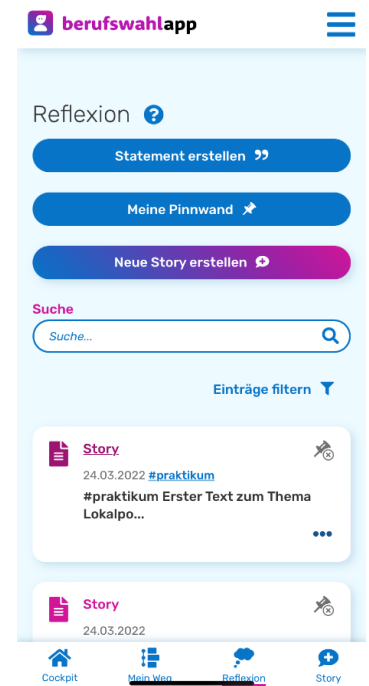 berufswahlapp
Reflexion ?
Statement erstellen
Meine Pinnwand
Neue Story erstellen
Suche
Suche...
Einträge filtern
Story
24.03.2022 #praktikum
#praktikum Erster Text zum Thema
Lokalpo...
Story
24.03.2022
Cockpit
Mein Weg
Reflexion
Story